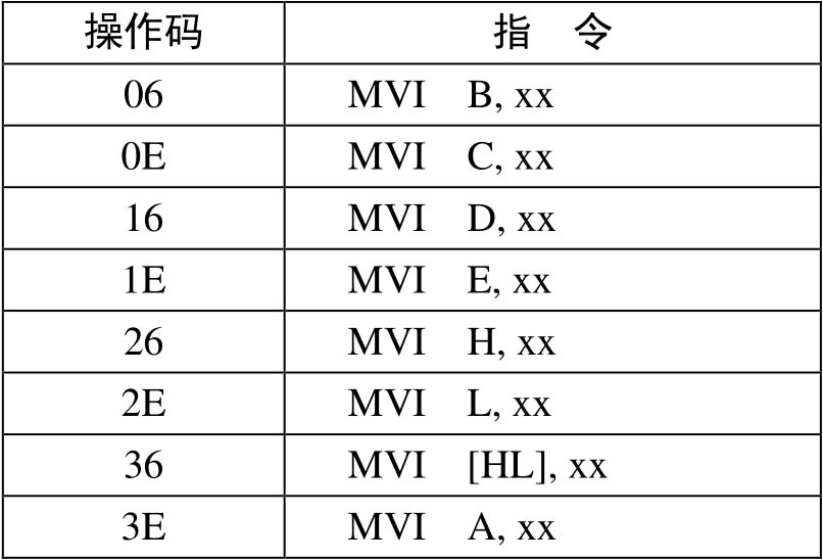 操作码 指 令
06 MVI B, xx
0E MVI C, xx
16 MVI D, xx
1E MVI E, xx
26 MVI H, xx
2E MVI L, xx
36 MVI [HL], xx
3E MVI A, xx